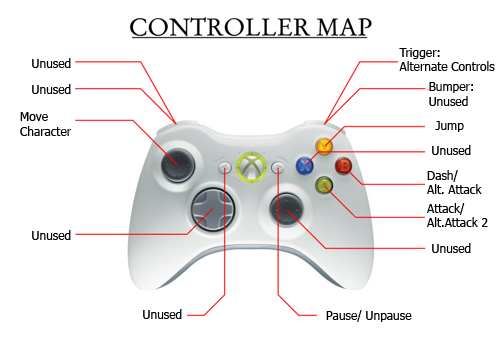 CONTROLLER MAP
Trigger:
Alternate Controls
Unused
Unused
Bumper:
Unused
Move
Character
Jump
Unused
B
Dash/
Alt. Attack
Attack/
Alt.Attack 2
Unused
Unused
Unused
Pause/ Unpause